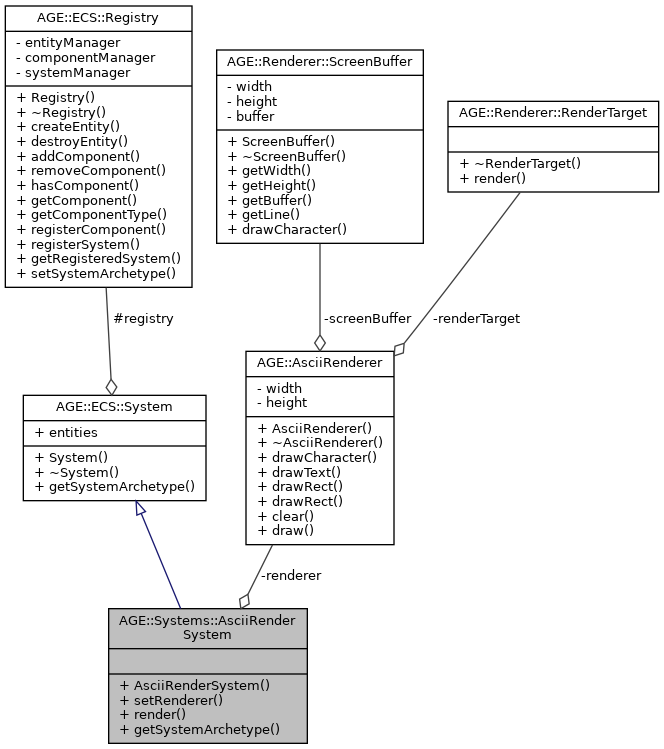 AGE::ECS::Registry
- entityManager
- componentManager
- systemManager
+ Registry()
+ ~Registry()
+ createEntity()
+ destroyEntity()
+ addComponent()
+ removeComponent()
+ hasComponent()
+ getComponent()
+ getComponentType()
+ registerComponent()
+ registerSystem()
+ getRegisteredSystem()
+ setSystemArchetype()
AGE::Renderer::ScreenBuffer
- width
- height
- buffer
+ ScreenBuffer()
+ ~ScreenBuffer()
+ getWidth()
+ getHeight()
+ getBuffer()
+ getLine()
+ drawCharacter()
AGE::Renderer::RenderTarget
+ ~RenderTarget()
+ render()
#registry
-screenBuffer
-renderTarget
AGE::ECS::System
+ entities
+ System()
+ ~System()
+ getSystemArchetype()
AGE::AsciiRenderer
- width
- height
+ AsciiRenderer()
+ ~AsciiRenderer()
+ drawCharacter()
+ drawText()
+ drawRect()
+ drawRect()
+ clear()
+ draw()
-renderer
AGE::Systems::AsciiRender
System
+ AsciiRenderSystem()
+ setRenderer()
+ render()
+ getSystemArchetype()